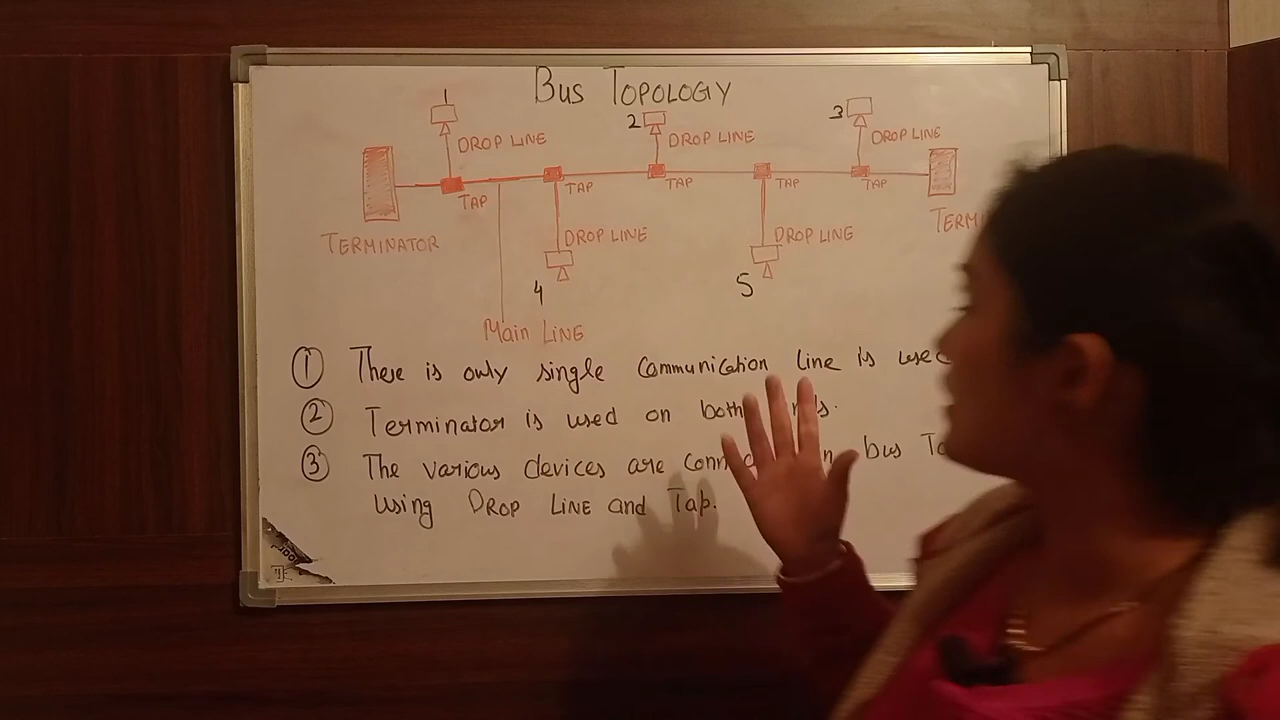 Bus TOPOLOGY
1
2
3
DROP LINE
DROP LINE
DROP LINE
TAP
TAP
TAP
TAP
TAP
TERMINATOR
DROP LINE
DROP LINE
4
5
Main LINE
1 There is only single Communication line is
2 Terminator is used on both
3 The various devices are bus
Using DROP LINE and Tap.